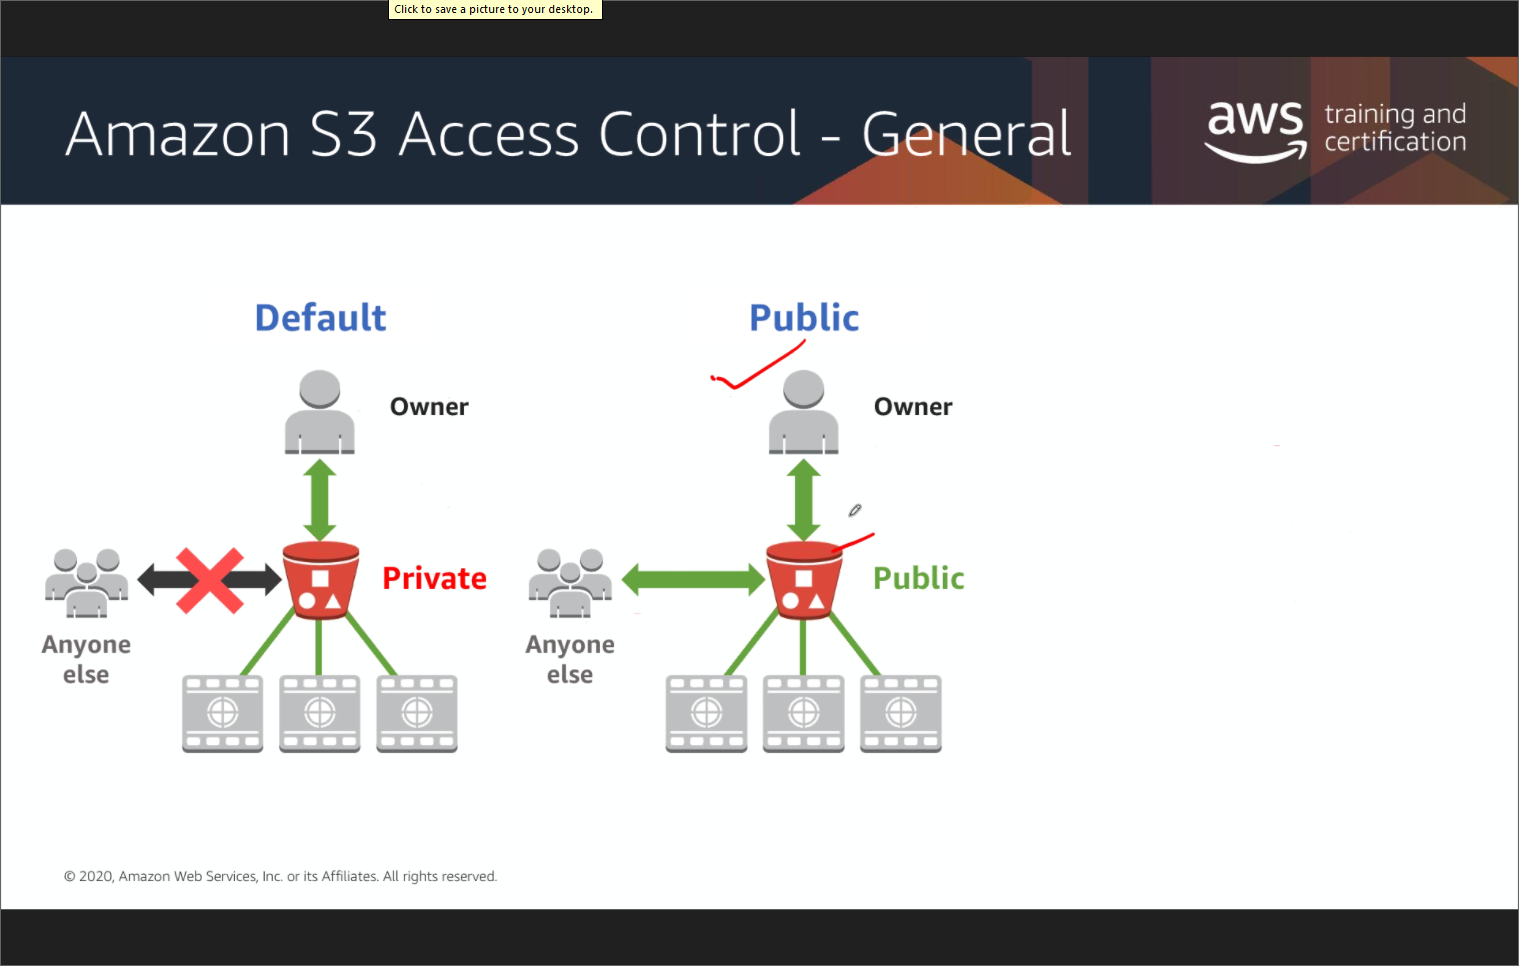 Click to save a picture to your desktop.
Amazon S3 Access Control - General
aws training and
certification
Default
Public
Owner
Owner
Private
Public
Anyone
else
Anyone
else
© 2020, Amazon Web Services, Inc. or its Affiliates. All rights reserved.